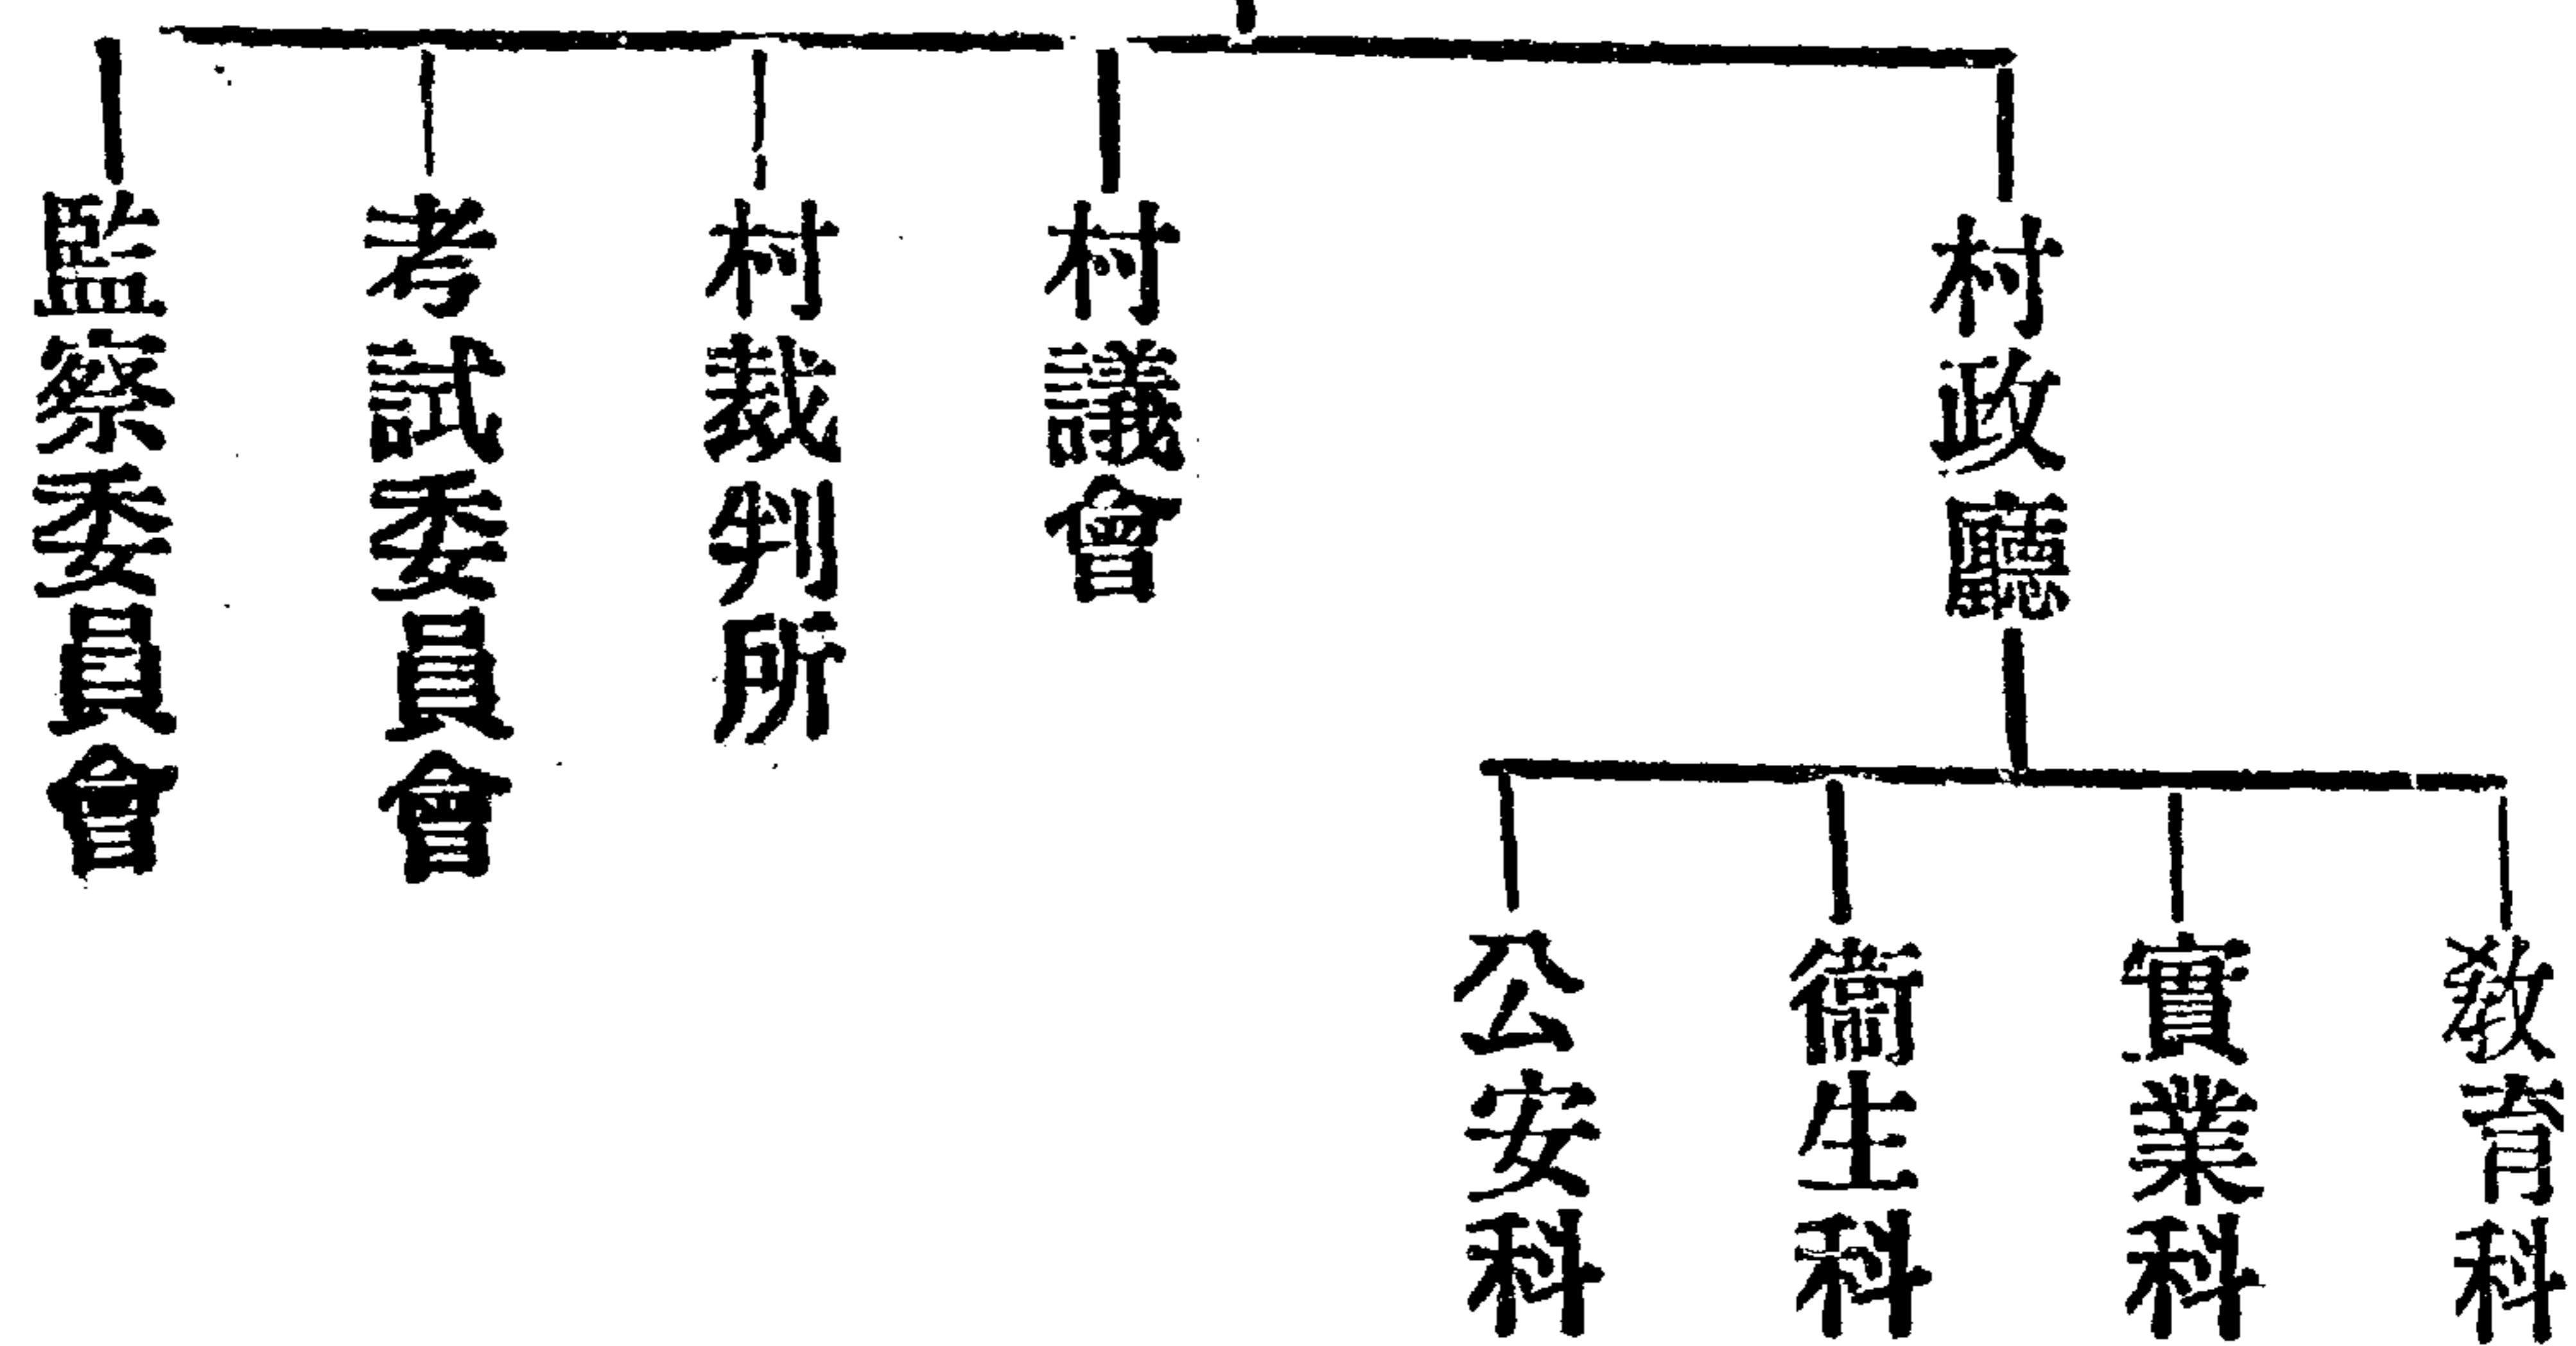 村政廳
教育科
實業科
衞生科
公安科
村議會
村裁判所
考試委員會
監察委員會